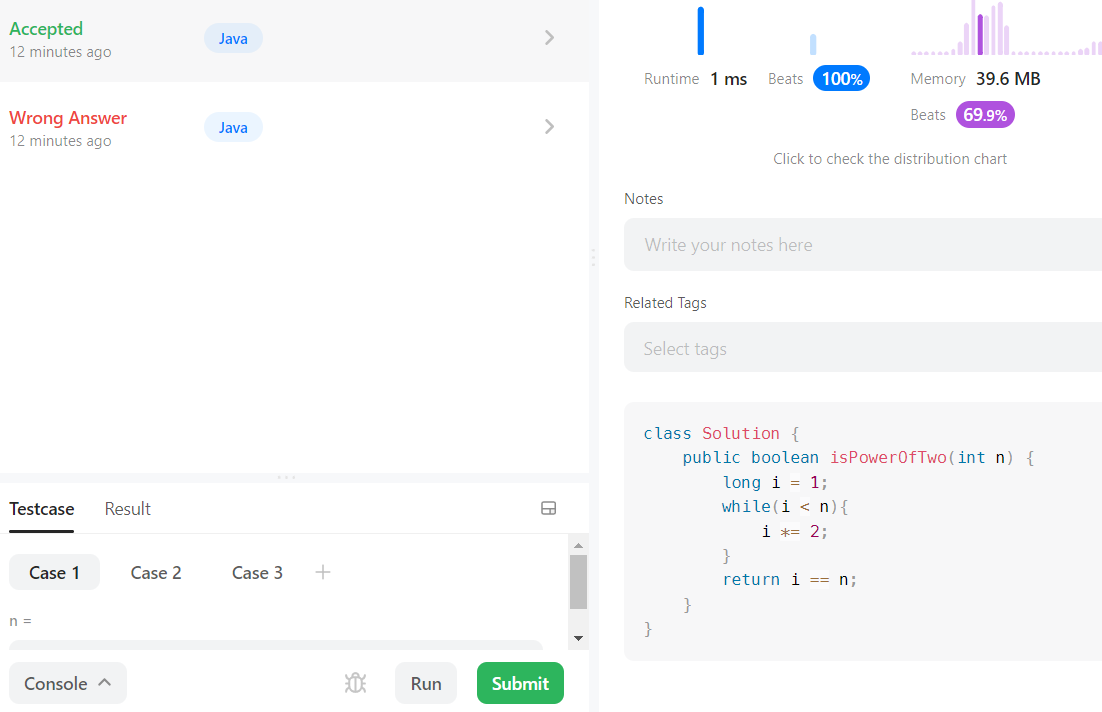 Accepted
12 minutes ago
Java
Wrong Answer
12 minutes ago
Java
Testcase
Result
Case 1
Case 2
Case 3
n =
Console
Run
Submit
Runtime 1 ms Beats 100%
Memory 39.6 MB
Beats 69.9%
Click to check the distribution chart
Notes
Write your notes here
Related Tags
Select tags
class Solution {
    public boolean isPowerOfTwo(int n) {
        long i = 1;
        while(i < n){
            i *= 2;
        }
        return i == n;
    }
}